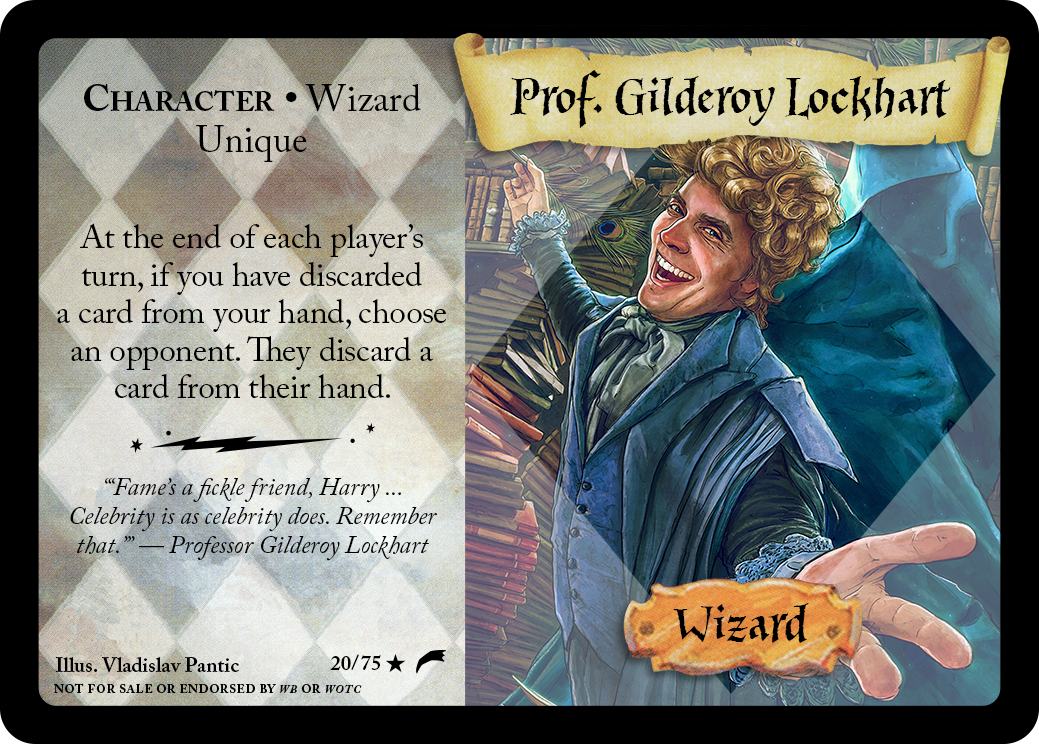 Prof. Gilderoy Lockhart
CHARACTER • Wizard
Unique
At the end of each player's
turn, if you have discarded
a card from your hand, choose
an opponent. They discard a
card from their hand.
“‘Fame’s a fickle friend, Harry ...
Celebrity is as celebrity does. Remember
that.’” — Professor Gilderoy Lockhart
Wizard
Illus. Vladislav Pantic 20/75 ★
NOT FOR SALE OR ENDORSED BY WB OR WOTC